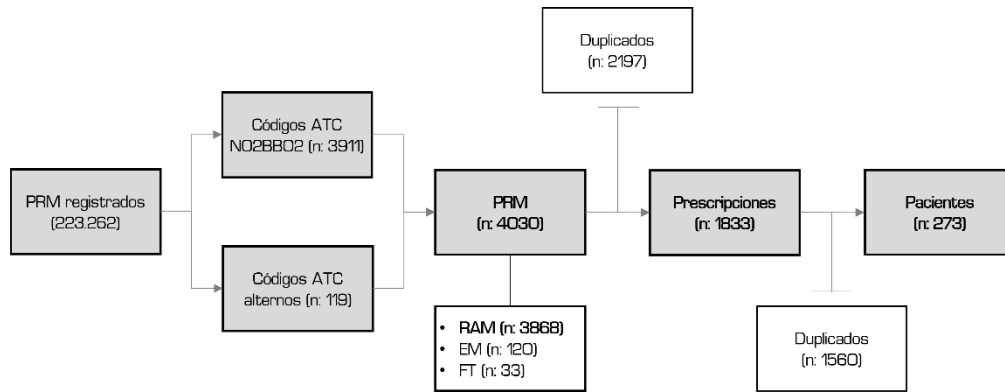 Duplicados
(n: 2197)
Códigos ATC
N02BB02 (n: 3911)
PRM registrados
(223.262)
PRM
(n: 4030)
Prescripciones
(n: 1833)
Pacientes
(n: 273)
Códigos ATC
alternos (n: 119)
• RAM (n: 3868)
• EM (n: 120)
• FT (n: 33)
Duplicados
(n: 1560)